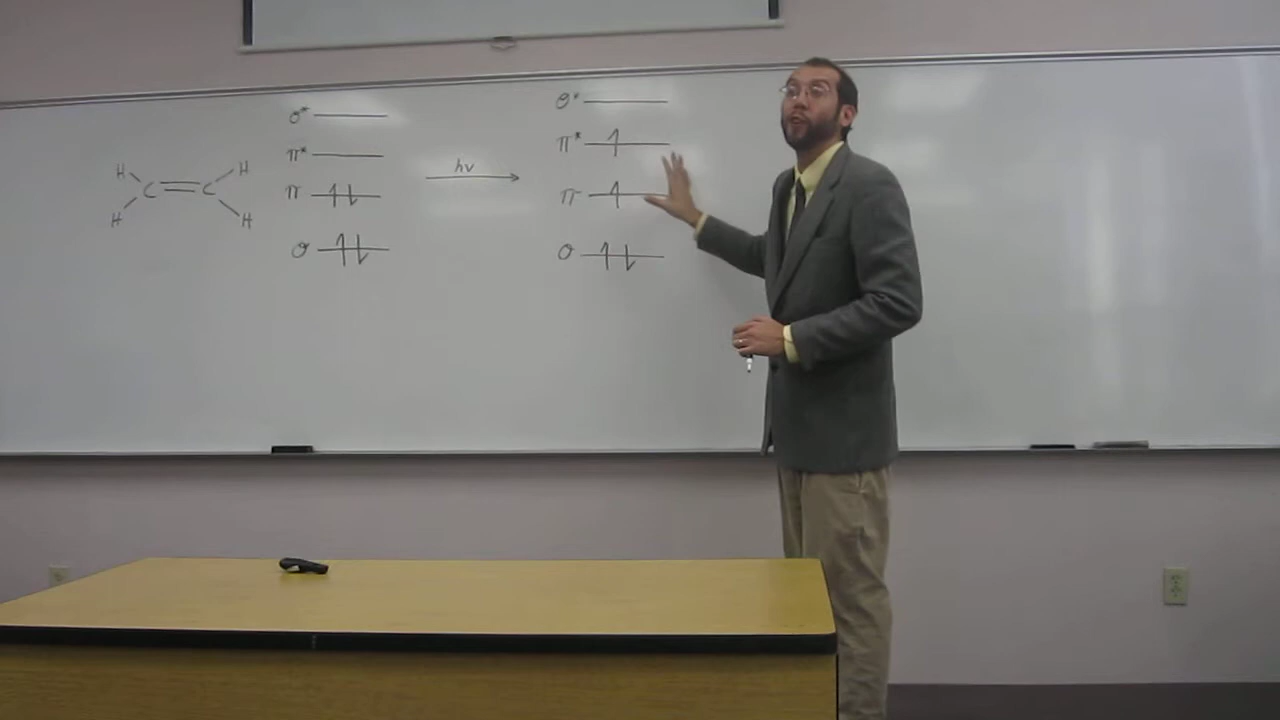 H H
C=C
H H
σ*
π*
π ↿⇂
σ ↿⇂
hν
σ*
π* ↿
π ↿
σ ↿⇂